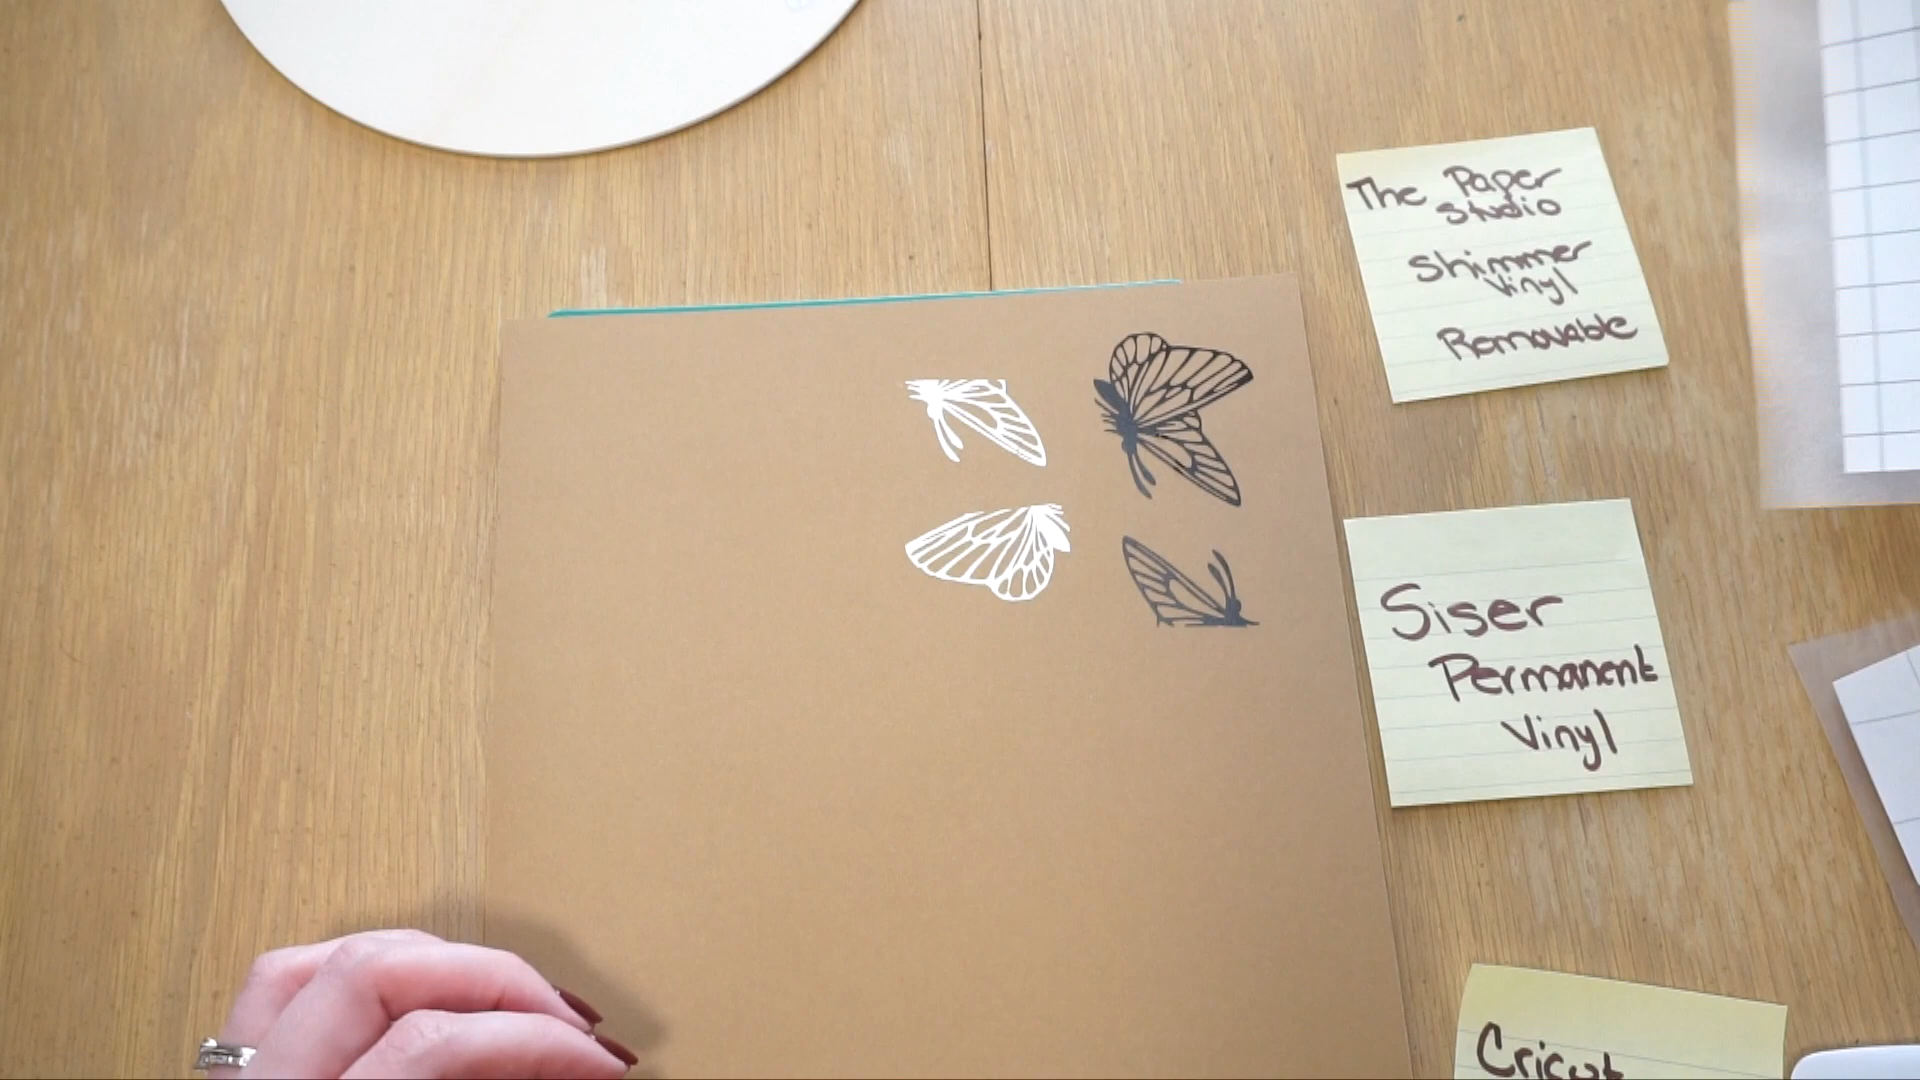 The Paper
Studio
Shimmer
Vinyl
Removable
Siser
Permanent
Vinyl
Cricut